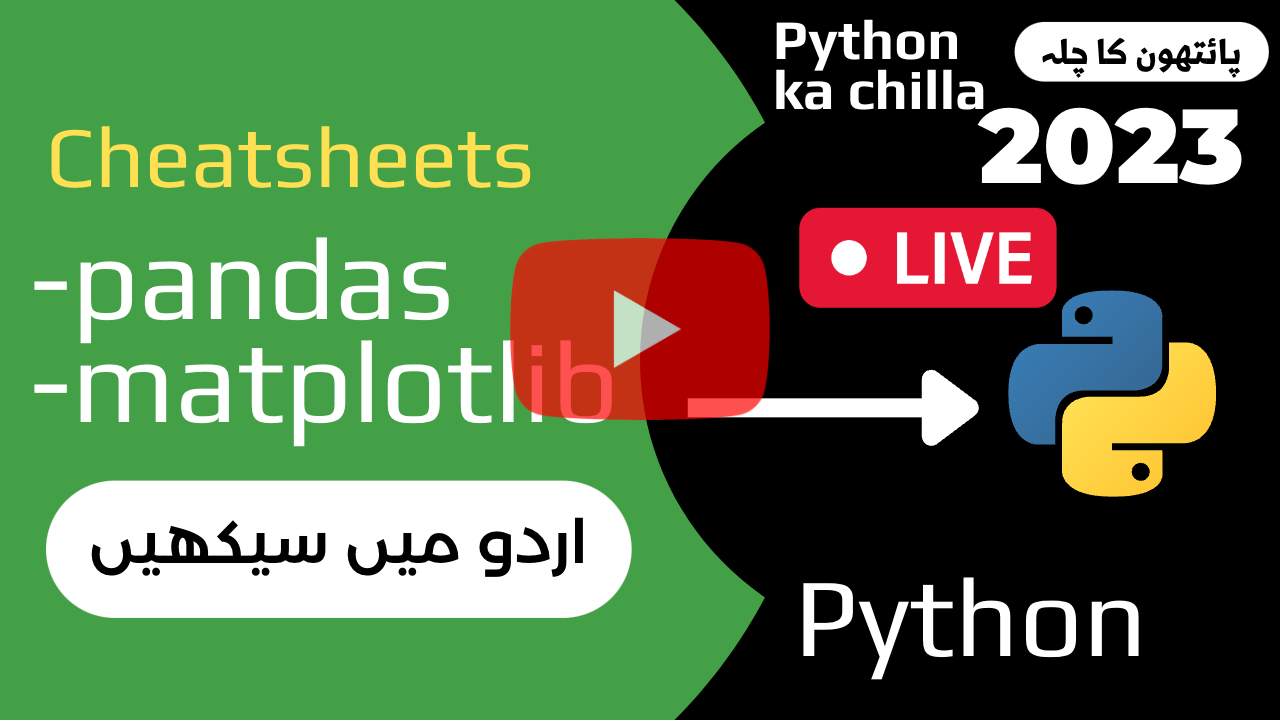 Cheatsheets
-pandas
-matplotlib
اردو میں سیکھیں
Python
ka chilla
پائتھون کا چلہ
2023
LIVE
Python